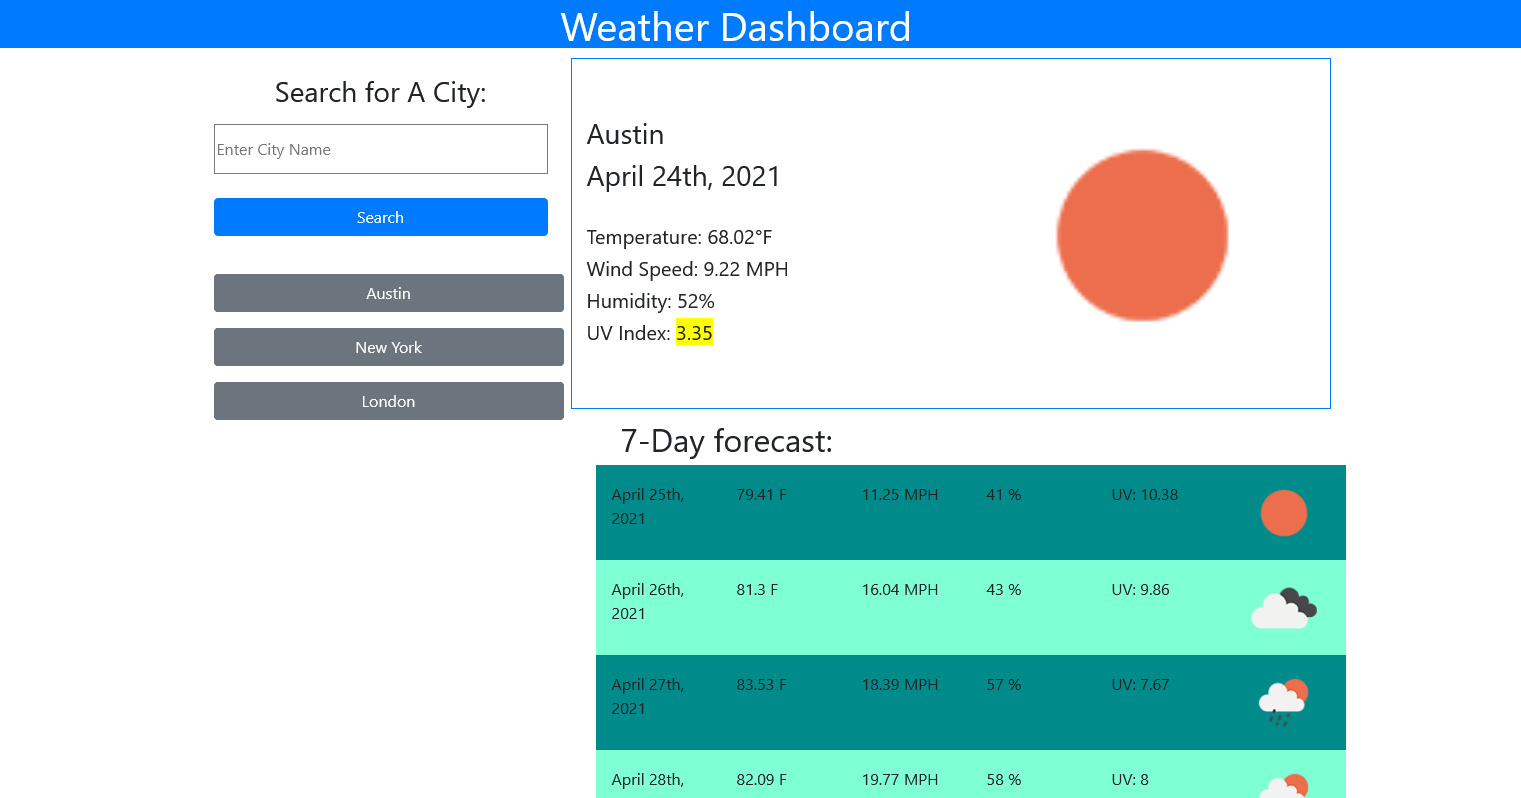 Weather Dashboard
Search for A City:
Enter City Name
Search
Austin
New York
London
Austin
April 24th, 2021
Temperature: 68.02°F
Wind Speed: 9.22 MPH
Humidity: 52%
UV Index: 3.35
7-Day forecast:
April 25th, 79.41 F 11.25 MPH 41 % UV: 10.38
2021
April 26th, 81.3 F 16.04 MPH 43 % UV: 9.86
2021
April 27th, 83.53 F 18.39 MPH 57 % UV: 7.67
2021
April 28th, 82.09 F 19.77 MPH 58 % UV: 8